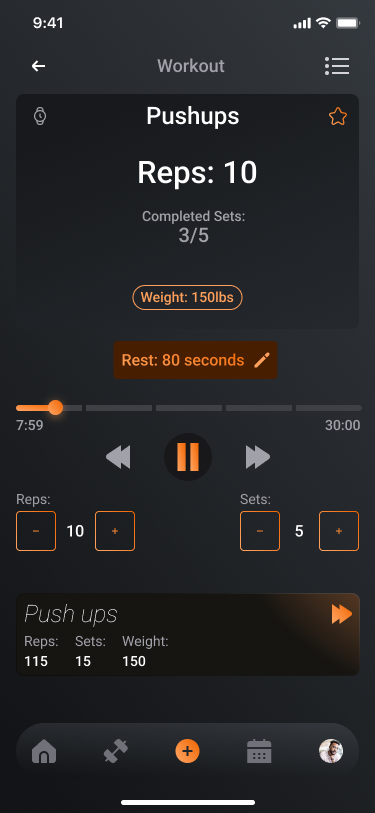 9:41
Workout
Pushups
Reps: 10
Completed Sets:
3/5
Weight: 150lbs
Rest: 80 seconds
7:59 30:00
Reps: Sets:
− 10 + − 5 +
Push ups
Reps: Sets: Weight:
115 15 150